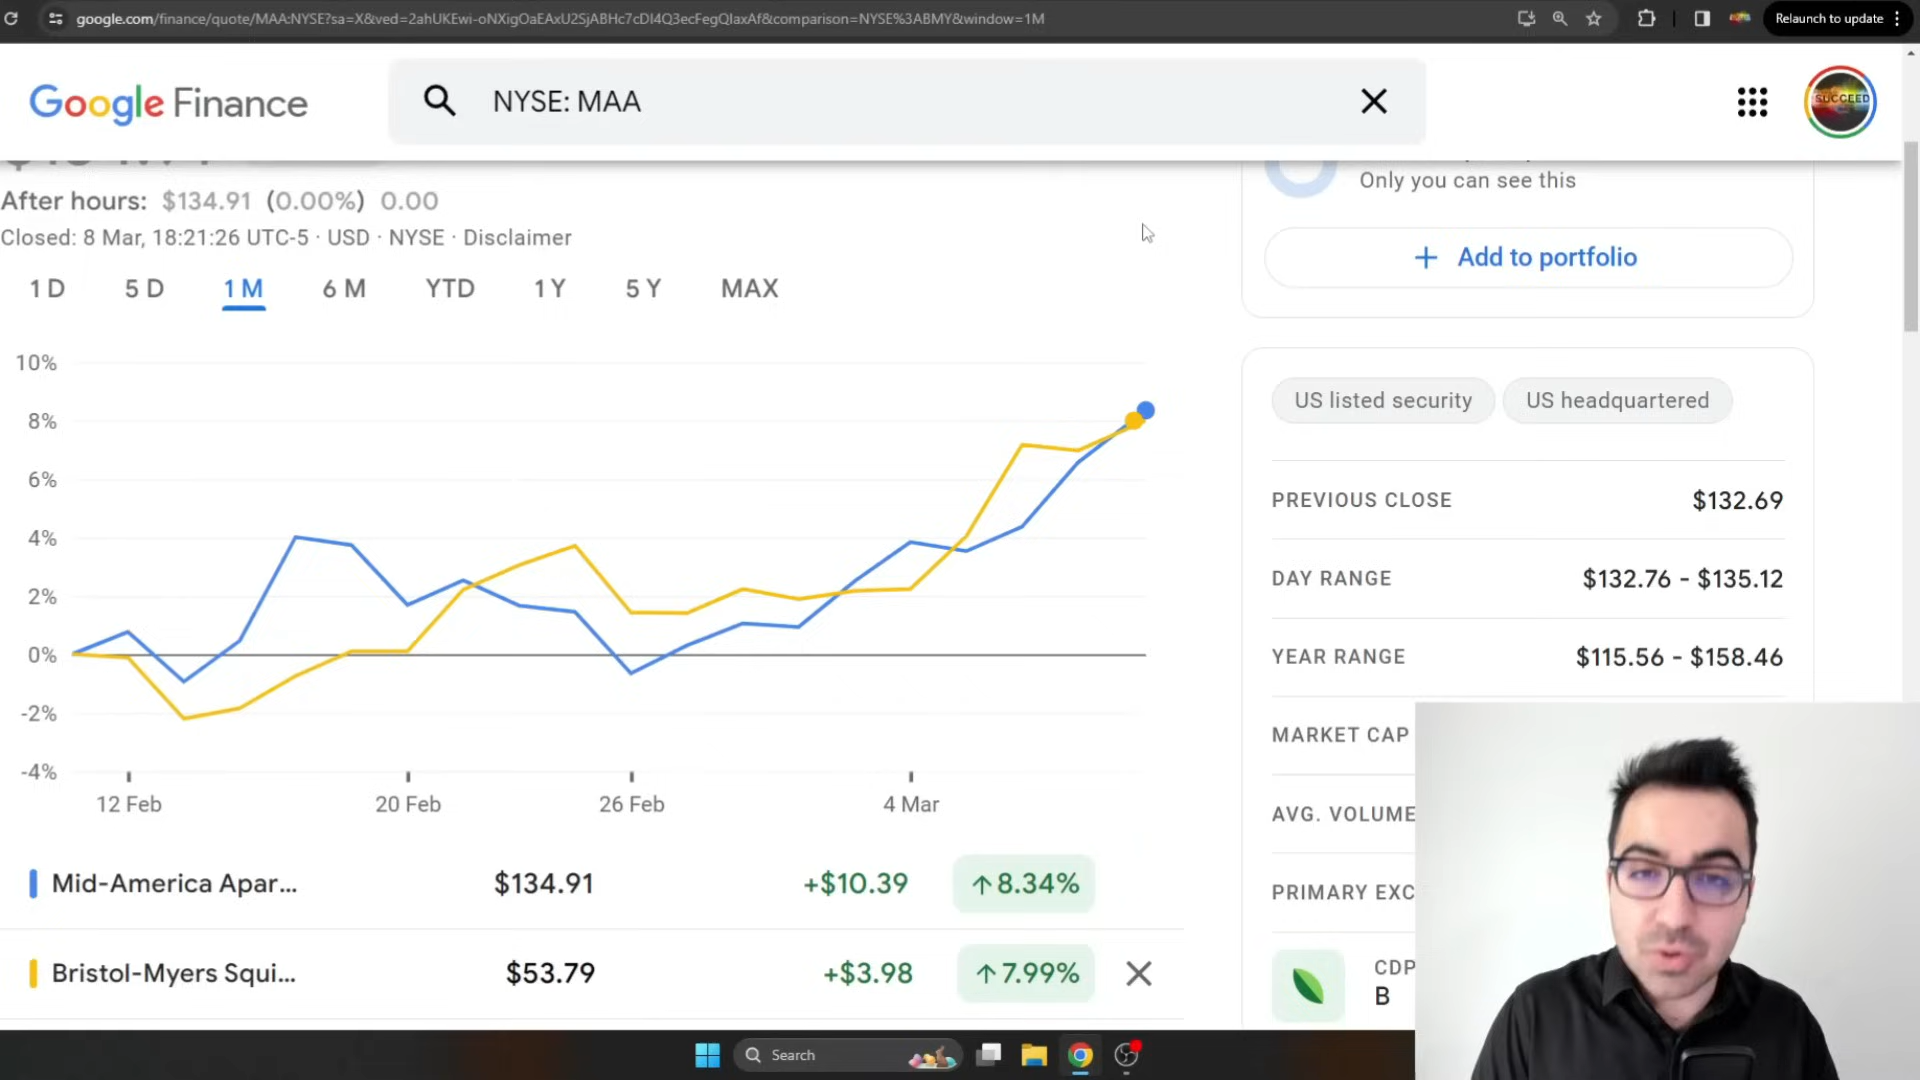 google.com/finance/quote/MAA:NYSE?sa=X&ved=2ahUKEwi-oNXigOaEAxU2SjABHc7cDI4Q3ecFegQIaxAf&comparison=NYSE%3ABMY&window=1M
Relaunch to update
Google Finance
NYSE: MAA
SUCCEED
Only you can see this
After hours: $134.91 (0.00%) 0.00
Closed: 8 Mar, 18:21:26 UTC-5 · USD · NYSE · Disclaimer
+ Add to portfolio
1 D 5 D 1 M 6 M YTD 1 Y 5 Y MAX
10%
8%
6%
4%
2%
0%
-2%
-4%
12 Feb 20 Feb 26 Feb 4 Mar
US listed security US headquartered
PREVIOUS CLOSE $132.69
DAY RANGE $132.76 - $135.12
YEAR RANGE $115.56 - $158.46
MARKET CAP
AVG. VOLUME
PRIMARY EXC
CDP
B
Mid-America Apar... $134.91 +$10.39 ↑8.34%
Bristol-Myers Squi... $53.79 +$3.98 ↑7.99%
Search